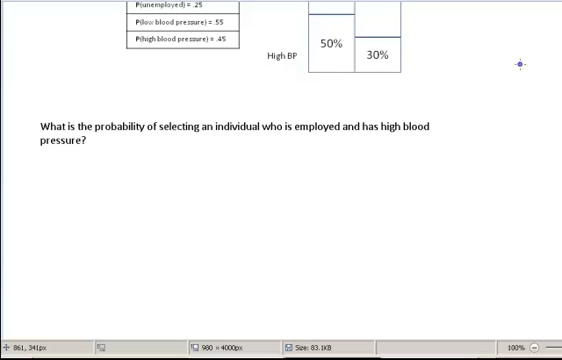 P(unemployed) = .25
P(low blood pressure) = .55
P(high blood pressure) = .45
50%
High BP
30%
What is the probability of selecting an individual who is employed and has high blood
pressure?
861, 341px
980 × 4000px
Size: 83.1KB
100%